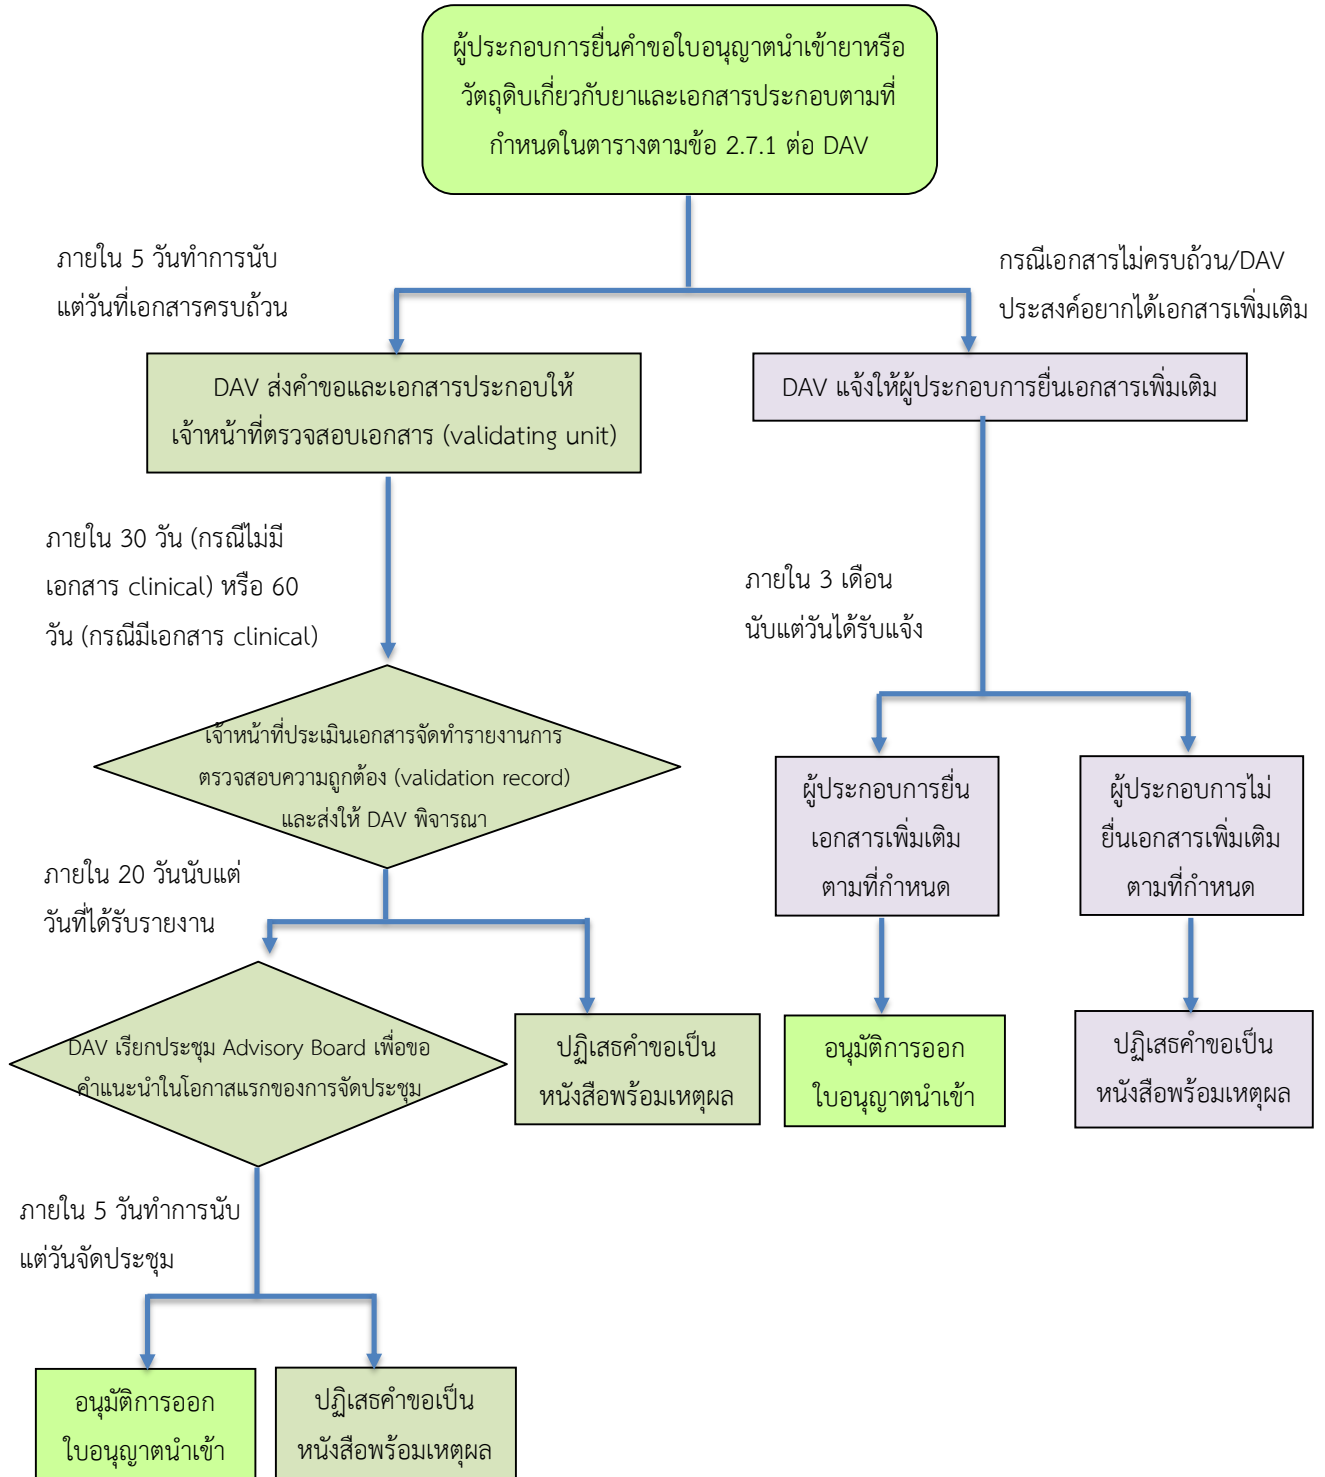 ผู้ประกอบการยื่นคำขอใบอนุญาตนำเข้ายาหรือ
วัตถุดิบเกี่ยวกับยาและเอกสารประกอบตามที่
กำหนดในตารางตามข้อ 2.7.1 ต่อ DAV
ภายใน 5 วันทำการนับ
แต่วันที่เอกสารครบถ้วน
กรณีเอกสารไม่ครบถ้วน/DAV
ประสงค์อยากได้เอกสารเพิ่มเติม
DAV ส่งคำขอและเอกสารประกอบให้
เจ้าหน้าที่ตรวจสอบเอกสาร (validating unit)
DAV แจ้งให้ผู้ประกอบการยื่นเอกสารเพิ่มเติม
ภายใน 30 วัน (กรณีไม่มี
เอกสาร clinical) หรือ 60
วัน (กรณีมีเอกสาร clinical)
ภายใน 3 เดือน
นับแต่วันได้รับแจ้ง
เจ้าหน้าที่ประเมินเอกสารจัดทำรายงานการ
ตรวจสอบความถูกต้อง (validation record)
และส่งให้ DAV พิจารณา
ผู้ประกอบการยื่น
เอกสารเพิ่มเติม
ตามที่กำหนด
ผู้ประกอบการไม่
ยื่นเอกสารเพิ่มเติม
ตามที่กำหนด
ภายใน 20 วันนับแต่
วันที่ได้รับรายงาน
DAV เรียกประชุม Advisory Board เพื่อขอ
คำแนะนำในโอกาสแรกของการจัดประชุม
ปฏิเสธคำขอเป็น
หนังสือพร้อมเหตุผล
อนุมัติการออก
ใบอนุญาตนำเข้า
ปฏิเสธคำขอเป็น
หนังสือพร้อมเหตุผล
ภายใน 5 วันทำการนับ
แต่วันจัดประชุม
อนุมัติการออก
ใบอนุญาตนำเข้า
ปฏิเสธคำขอเป็น
หนังสือพร้อมเหตุผล